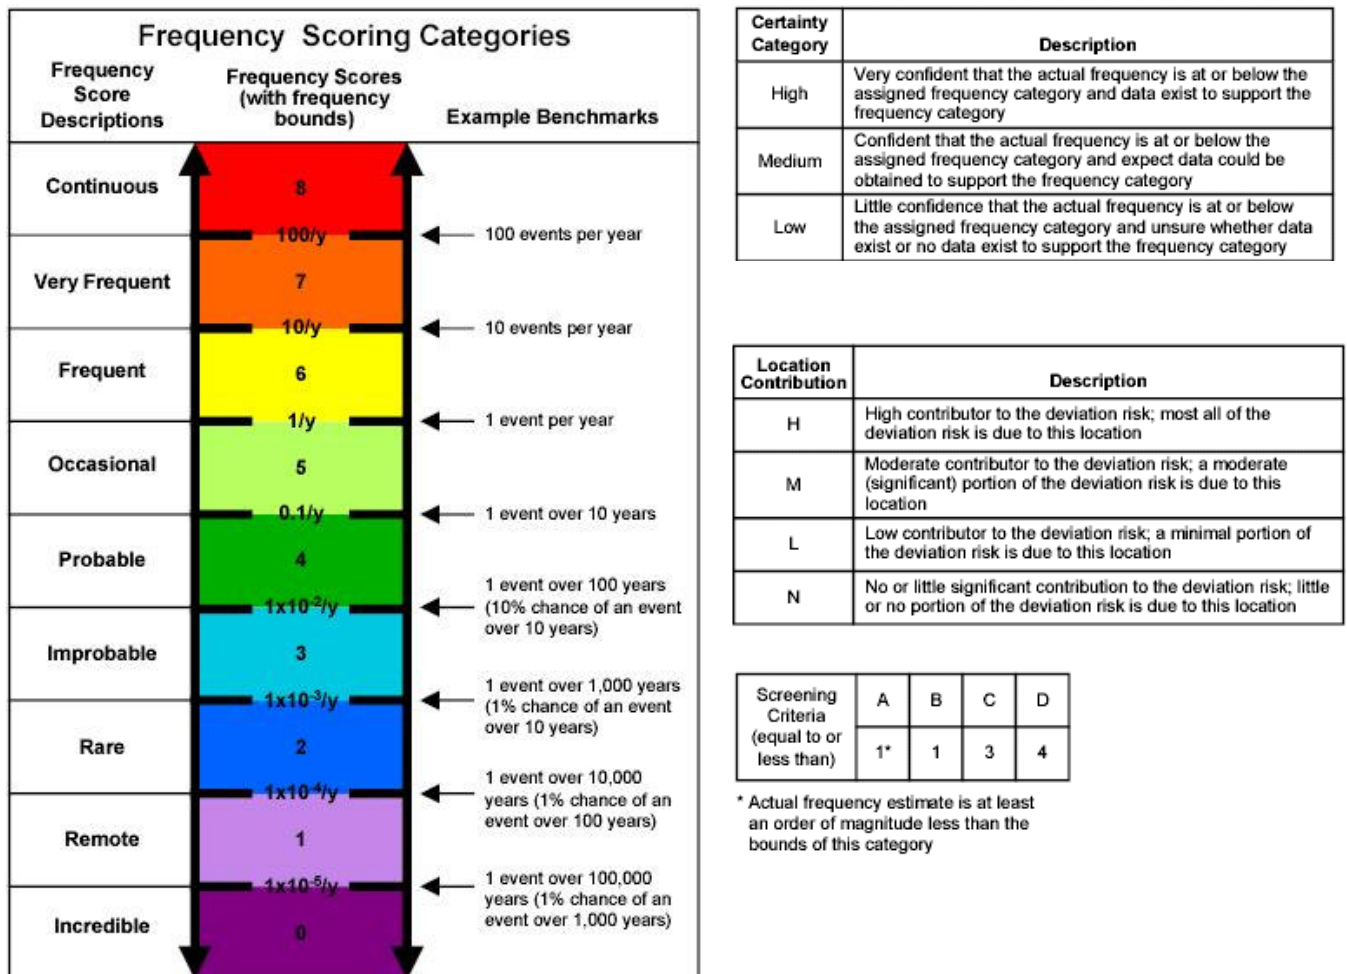 Frequency Scoring Categories
Frequency
Score
Descriptions
Frequency Scores
(with frequency
bounds)
Example Benchmarks
Continuous
8
100/y
100 events per year
Very Frequent
7
10/y
10 events per year
Frequent
6
1/y
1 event per year
Occasional
5
0.1/y
1 event over 10 years
Probable
4
1x10⁻²/y
1 event over 100 years
(10% chance of an event
over 10 years)
Improbable
3
1x10⁻³/y
1 event over 1,000 years
(1% chance of an event
over 10 years)
Rare
2
1x10⁻⁴/y
1 event over 10,000
years (1% chance of an
event over 100 years)
Remote
1
1x10⁻⁵/y
1 event over 100,000
years (1% chance of an
event over 1,000 years)
Incredible
0
Certainty
Category
Description
High
Very confident that the actual frequency is at or below the
assigned frequency category and data exist to support the
frequency category
Medium
Confident that the actual frequency is at or below the
assigned frequency category and expect data could be
obtained to support the frequency category
Low
Little confidence that the actual frequency is at or below
the assigned frequency category and unsure whether data
exist or no data exist to support the frequency category
Location
Contribution
Description
H
High contributor to the deviation risk; most all of the
deviation risk is due to this location
M
Moderate contributor to the deviation risk; a moderate
(significant) portion of the deviation risk is due to this
location
L
Low contributor to the deviation risk; a minimal portion of
the deviation risk is due to this location
N
No or little significant contribution to the deviation risk; little
or no portion of the deviation risk is due to this location
Screening
Criteria
(equal to or
less than)
A B C D
1* 1 3 4
* Actual frequency estimate is at least
an order of magnitude less than the
bounds of this category